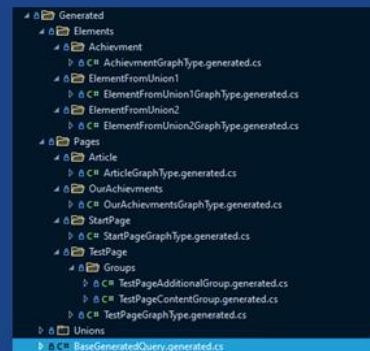 Generated
Elements
Achievment
C# AchievmentGraphType.generated.cs
ElementFromUnion1
C# ElementFromUnion1GraphType.generated.cs
ElementFromUnion2
C# ElementFromUnion2GraphType.generated.cs
Pages
Article
C# ArticleGraphType.generated.cs
OurAchievments
C# OurAchievmentsGraphType.generated.cs
StartPage
C# StartPageGraphType.generated.cs
TestPage
Groups
C# TestPageAdditionalGroup.generated.cs
C# TestPageContentGroup.generated.cs
C# TestPageGraphType.generated.cs
Unions
C# BaseGeneratedQuery.generated.cs